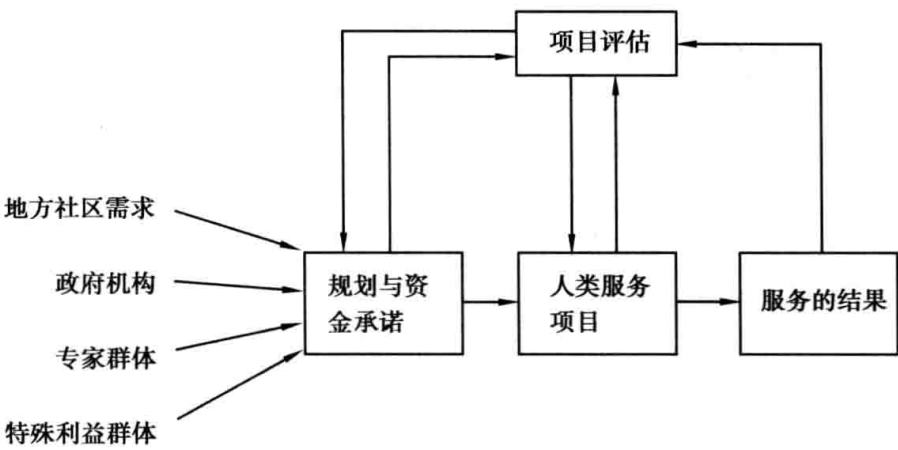 项目评估
地方社区需求
政府机构
专家群体
特殊利益群体
规划与资
金承诺
人类服务
项目
服务的结果